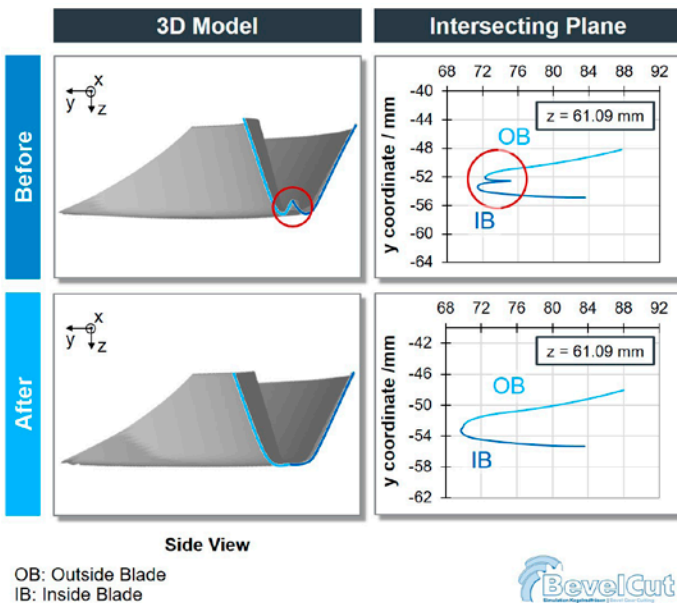 3D Model
Intersecting Plane
Before
x
y
z
68 72 76 80 84 88 92
y coordinate / mm
-40
-44
-48
-52
-56
-60
-64
z = 61.09 mm
OB
IB
After
x
y
z
68 72 76 80 84 88 92
y coordinate /mm
-42
-46
-50
-54
-58
-62
z = 61.09 mm
OB
IB
Side View
OB: Outside Blade
IB: Inside Blade
BevelCut